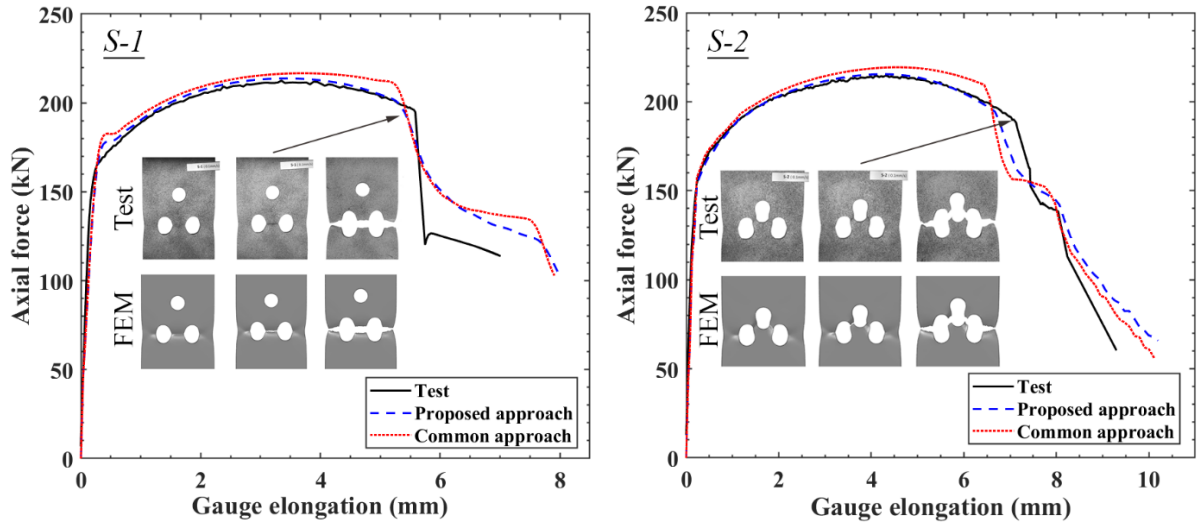 S-1
250
200
150
100
50
0
Axial force (kN)
Test
FEM
Test
Proposed approach
Common approach
0 2 4 6 8
Gauge elongation (mm)
S-2
250
200
150
100
50
0
Axial force (kN)
Test
FEM
Test
Proposed approach
Common approach
0 2 4 6 8 10
Gauge elongation (mm)